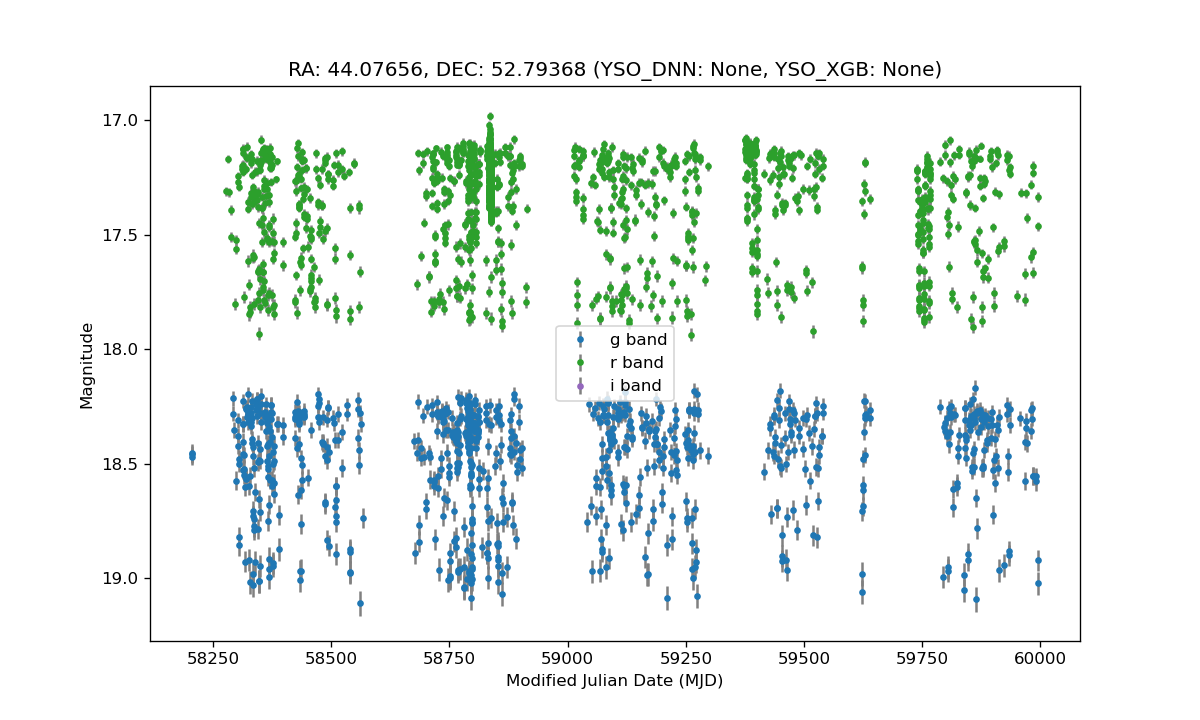 RA: 44.07656, DEC: 52.79368 (YSO_DNN: None, YSO_XGB: None)
17.0
17.5
18.0
18.5
19.0
Magnitude
g band
r band
i band
58250 58500 58750 59000 59250 59500 59750 60000
Modified Julian Date (MJD)